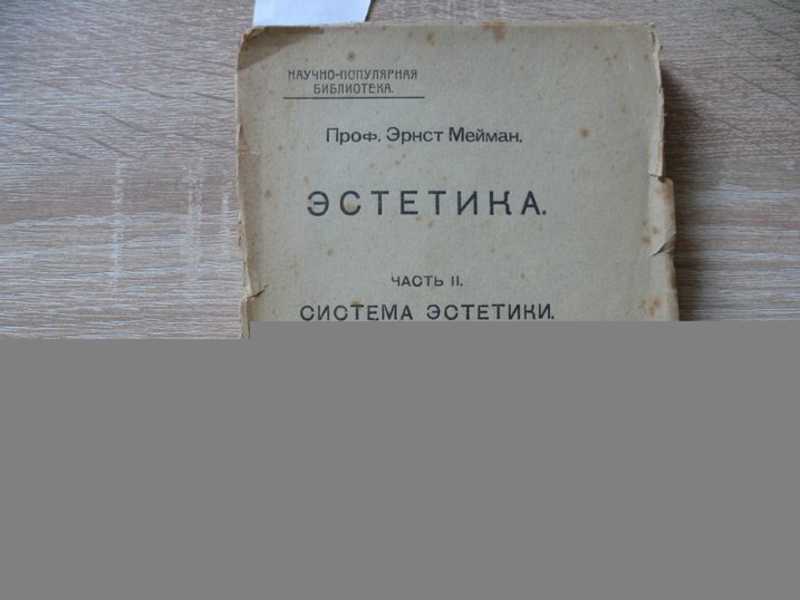 НАУЧНО-ПОПУЛЯРНАЯ
БИБЛИОТЕКА.
Проф. Эрнст Мейман.
ЭСТЕТИКА.
ЧАСТЬ II.
СИСТЕМА ЭСТЕТИКИ.